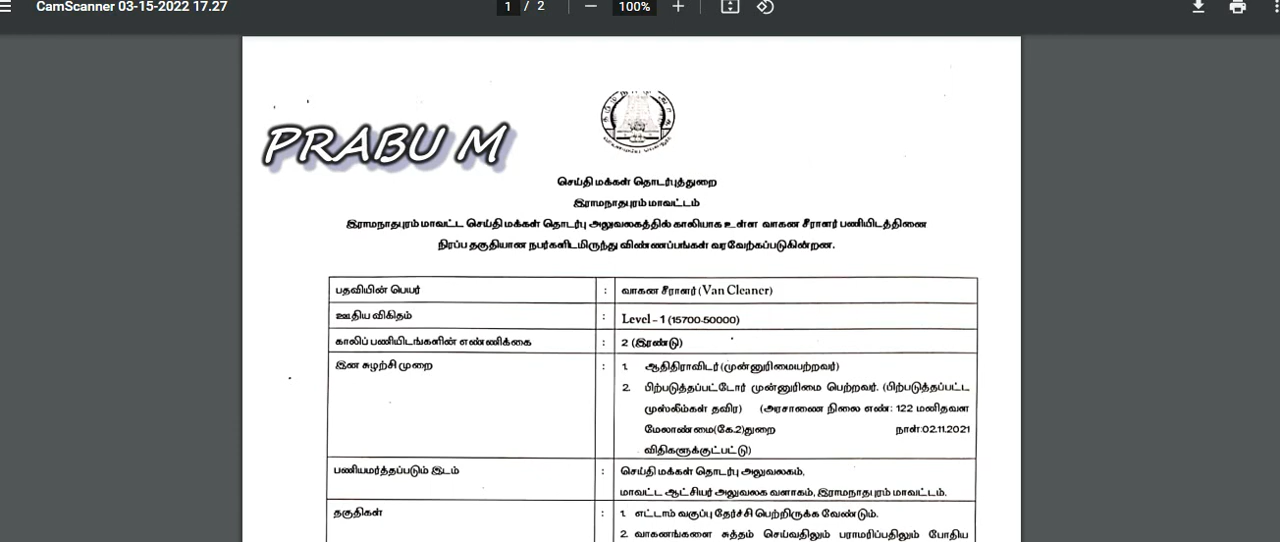 CamScanner 03-15-2022 17.27
1 / 2
100%
PRABU M
செய்தி மக்கள் தொடர்புத்துறை
இராமநாதபுரம் மாவட்டம்
இராமநாதபுரம் மாவட்ட செய்தி மக்கள் தொடர்பு அலுவலகத்தில் காலியாக உள்ள வாகன சீராளர் பணியிடத்தினை
நிரப்ப தகுதியான நபர்களிடமிருந்து விண்ணப்பங்கள் வரவேற்கப்படுகின்றன.
பதவியின் பெயர் : வாகன சீராளர் (Van Cleaner)
ஊதிய விகிதம் : Level - 1 (15700-50000)
காலிப் பணியிடங்களின் எண்ணிக்கை : 2 (இரண்டு)
இன சுழற்சி முறை : 1. ஆதிதிராவிடர் (முன்னுரிமையற்றவர்)
2. பிற்படுத்தப்பட்டோர் முன்னுரிமை பெற்றவர். (பிற்படுத்தப்பட்ட
முஸ்லீம்கள் தவிர) (அரசாணை நிலை எண்: 122 மனிதவள
மேலாண்மை(கே.2)துறை நாள்:02.11.2021
விதிகளுக்குட்பட்டு)
பணியமர்த்தப்படும் இடம் : செய்தி மக்கள் தொடர்பு அலுவலகம்,
மாவட்ட ஆட்சியர் அலுவலக வளாகம், இராமநாதபுரம் மாவட்டம்.
தகுதிகள் : 1. எட்டாம் வகுப்பு தேர்ச்சி பெற்றிருக்க வேண்டும்.
2. வாகனங்களை சுத்தம் செய்வதிலும் பராமரிப்பதிலும் போதிய